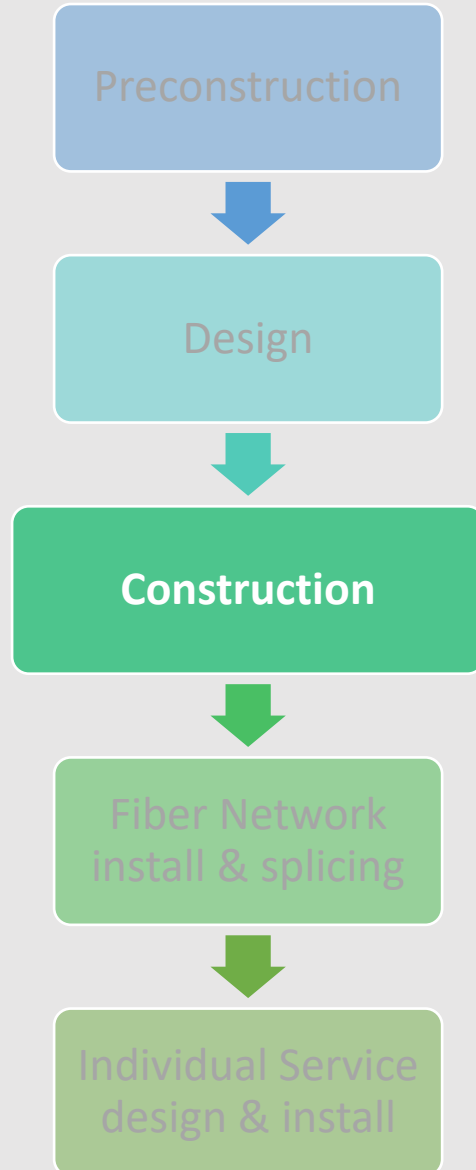 Preconstruction
Design
Construction
Fiber Network
install & splicing
Individual Service
design & install